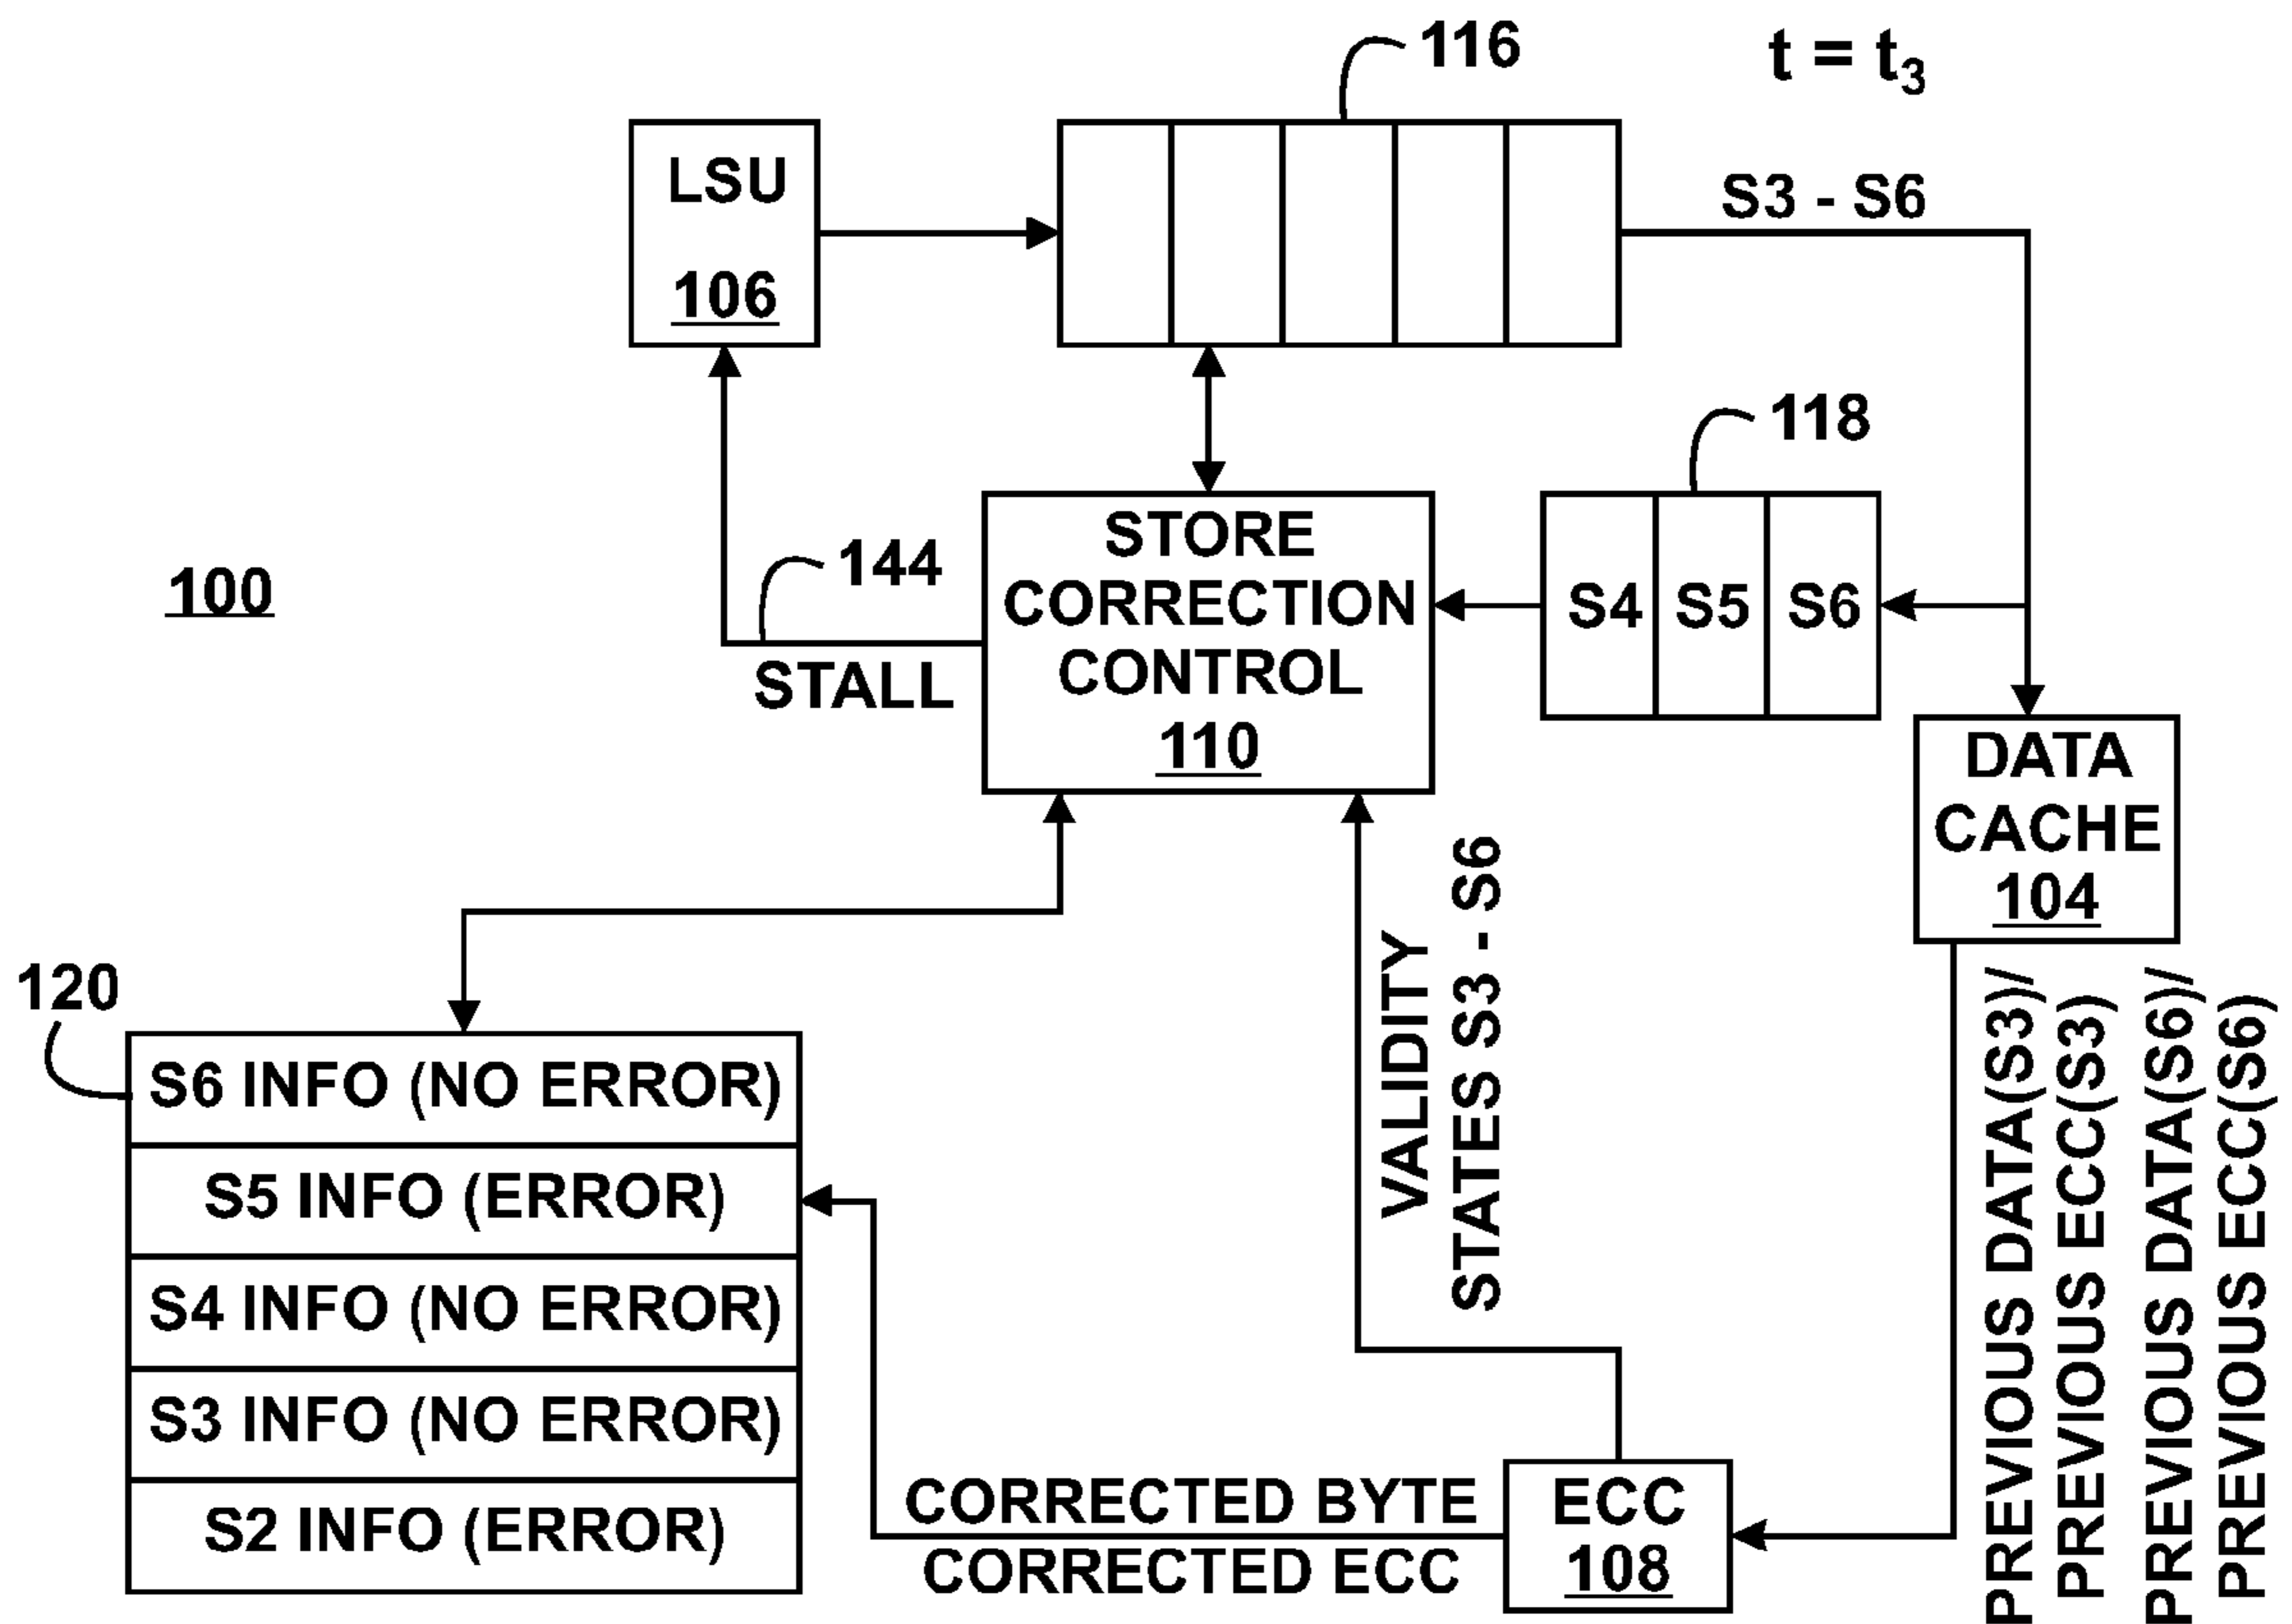 116
t = t3
LSU
106
S3 - S6
118
144
STORE
CORRECTION
CONTROL
110
S4 S5 S6
100
STALL
DATA
CACHE
104
120
S6 INFO (NO ERROR)
S5 INFO (ERROR)
S4 INFO (NO ERROR)
S3 INFO (NO ERROR)
S2 INFO (ERROR)
VALIDITY
STATES S3 - S6
PREVIOUS DATA(S3)/
PREVIOUS ECC(S3)
PREVIOUS DATA(S6)/
PREVIOUS ECC(S6)
CORRECTED BYTE
CORRECTED ECC
ECC
108